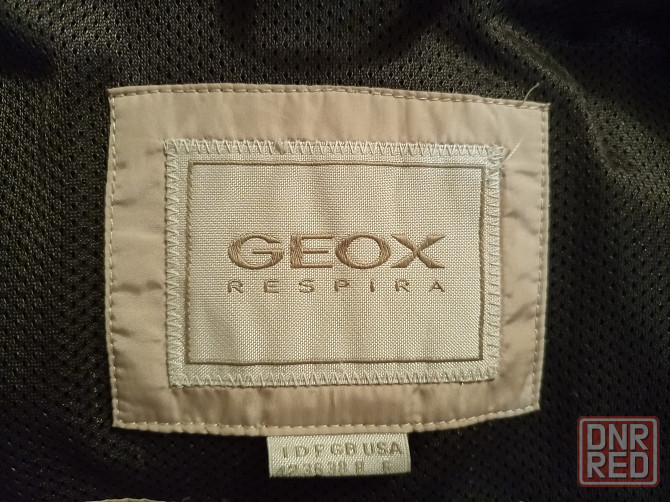 GEOX
RESPIRA
I D F GB USA
DNR
RED